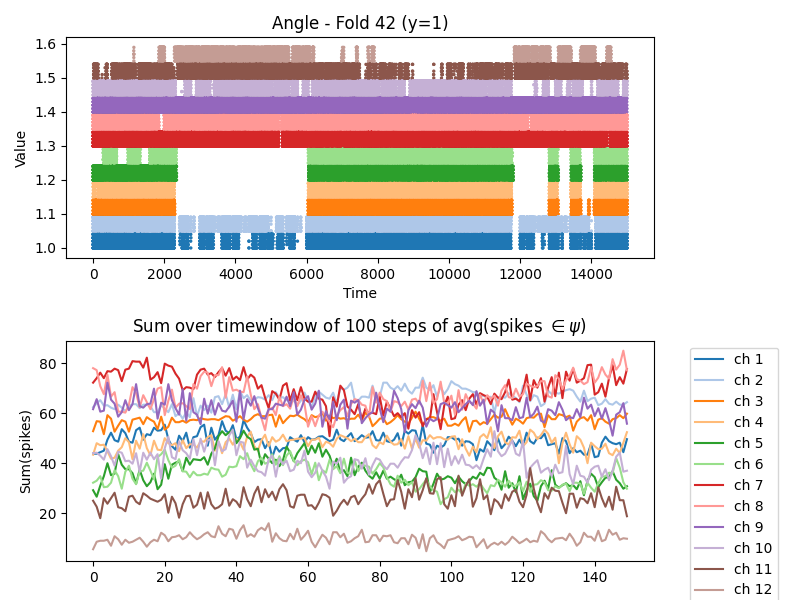 Angle - Fold 42 (y=1)
1.6
1.5
1.4
1.3
1.2
1.1
1.0
Value
0 2000 4000 6000 8000 10000 12000 14000
Time
Sum over timewindow of 100 steps of avg(spikes ∈ ψ)
80
60
40
20
Sum(spikes)
0 20 40 60 80 100 120 140
ch 1
ch 2
ch 3
ch 4
ch 5
ch 6
ch 7
ch 8
ch 9
ch 10
ch 11
ch 12